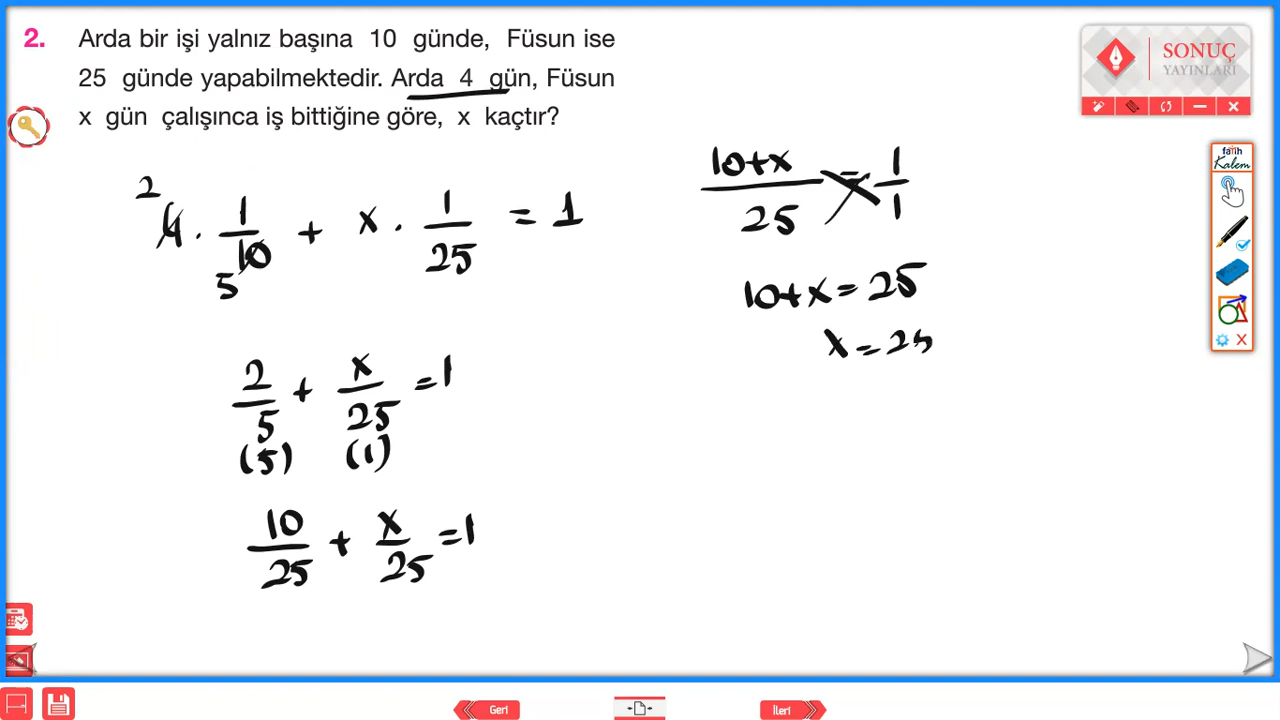 2. Arda bir işi yalnız başına 10 günde, Füsun ise
25 günde yapabilmektedir. Arda 4 gün, Füsun
x gün çalışınca iş bittiğine göre, x kaçtır?
SONUÇ
YAYINLARI
fatih
Kalem
2
4 · 1/10 + x · 1/25 = 1
5
2/5 + x/25 = 1
(5) (1)
10/25 + x/25 = 1
10+x/25 = 1/1
10+x = 25
x = 25
Geri
İleri